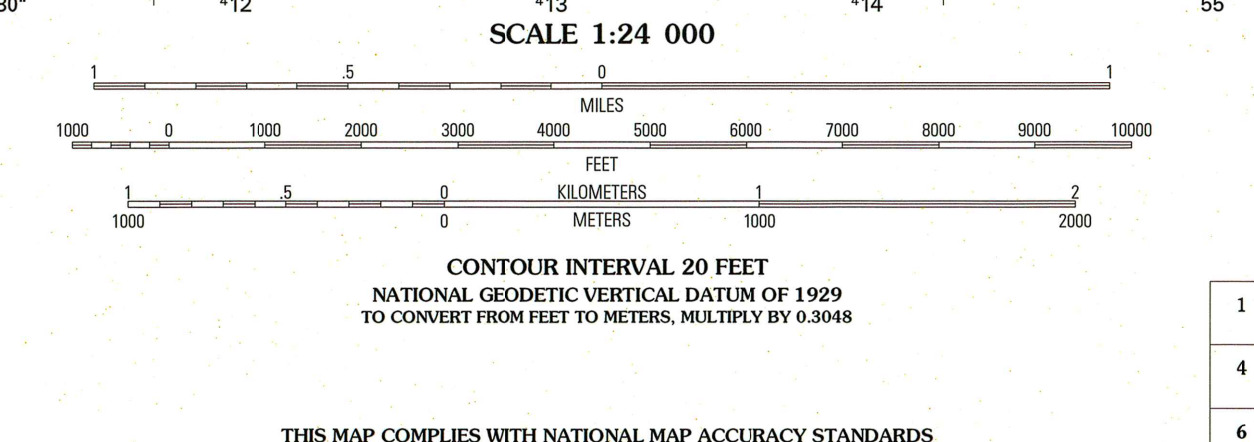 30" ⁴12 ⁴13 ⁴14 55
SCALE 1:24 000
1 .5 0 1
MILES
1000 0 1000 2000 3000 4000 5000 6000 7000 8000 9000 10000
FEET
1 .5 0 KILOMETERS 1 2
1000 0 METERS 1000 2000
CONTOUR INTERVAL 20 FEET
NATIONAL GEODETIC VERTICAL DATUM OF 1929
TO CONVERT FROM FEET TO METERS, MULTIPLY BY 0.3048
1
4
THIS MAP COMPLIES WITH NATIONAL MAP ACCURACY STANDARDS
6